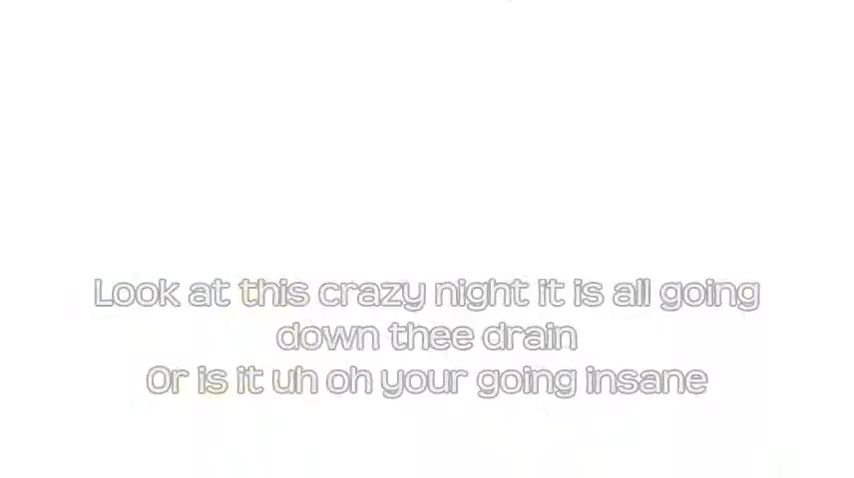 Look at this crazy night it is all going
down thee drain
Or is it uh oh your going insane